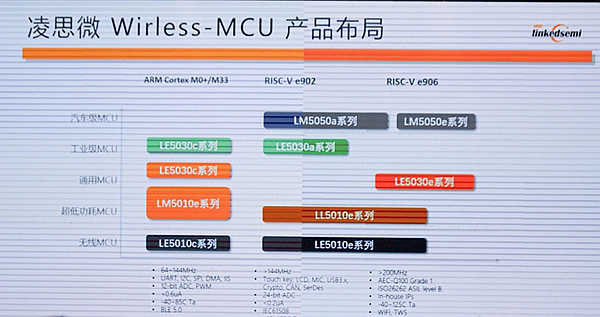 凌思微 Wirless-MCU 产品布局
linkedsemi
ARM Cortex M0+/M33
RISC-V e902
RISC-V e906
汽车级MCU
LM5050a系列
LM5050e系列
工业级MCU
LE5030c系列
LE5030a系列
通用MCU
LE5030c系列
LE5030e系列
超低功耗MCU
LM5010e系列
LL5010e系列
无线MCU
LE5010c系列
LE5010e系列
• 64~144MHz
• UART, I2C, SPI, DMA, IIS
• 12-bit ADC, PWM
• <0.6uA
• -40~85C Ta
• BLE 5.0
• >144MHz
• Touch key, LCD, MIC, USB3.x,
Crypto, CAN, SerDes
• 24-bit ADC
• <0.2uA
• IEC61508
• >200MHz
• AEC-Q100 Grade 1
• ISO26262 ASIL level B
• In-house IPs
• -40~125C Ta
• WiFi, TWS